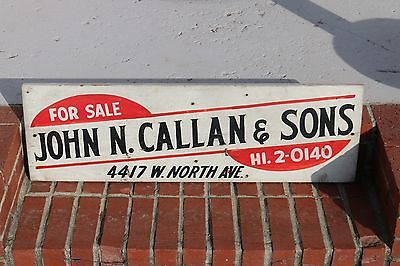 FOR SALE
JOHN N. CALLAN & SONS.
HI. 2-0140
4417 W. NORTH AVE.